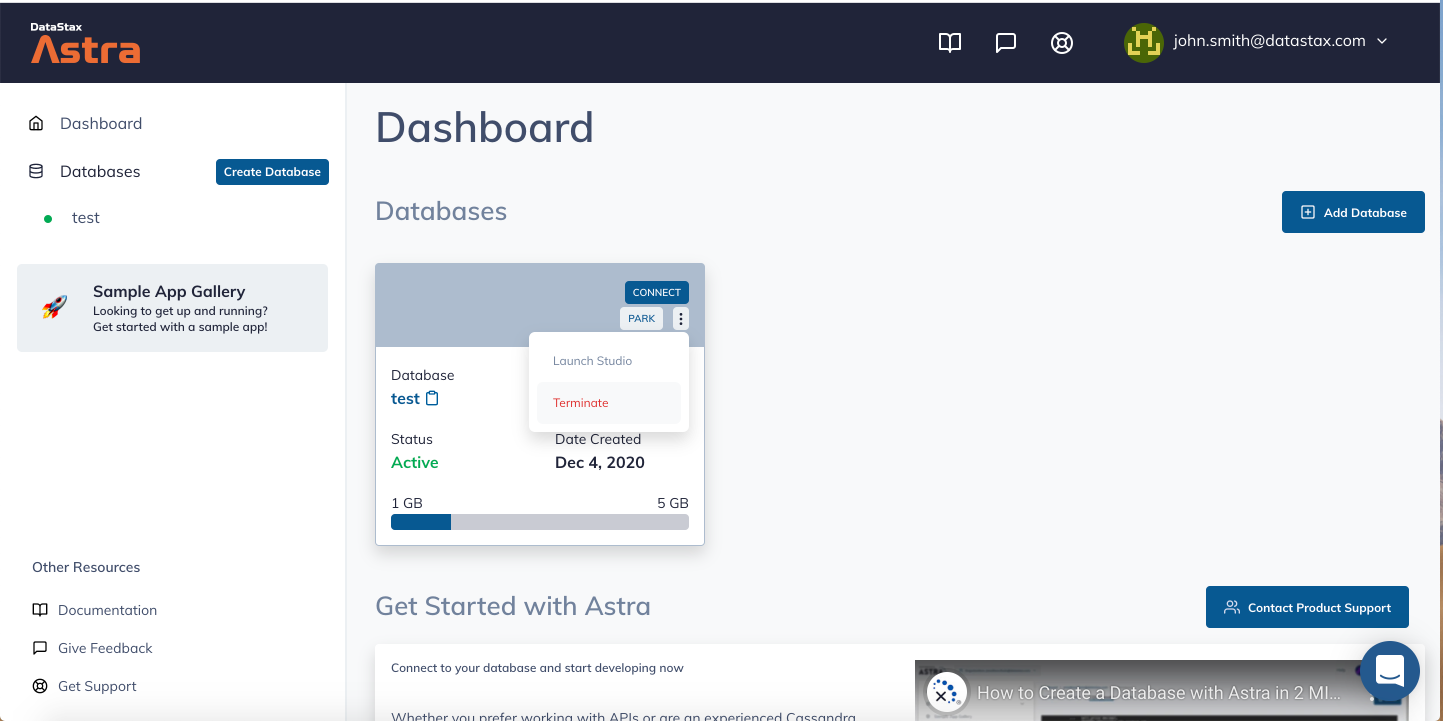 DataStax
Astra
john.smith@datastax.com
Dashboard
Databases
Create Database
test
Sample App Gallery
Looking to get up and running?
Get started with a sample app!
Other Resources
Documentation
Give Feedback
Get Support
Dashboard
Databases
Add Database
CONNECT
PARK
Launch Studio
Terminate
Database
test
Status
Active
Date Created
Dec 4, 2020
1 GB
5 GB
Get Started with Astra
Contact Product Support
Connect to your database and start developing now
Whether you prefer working with APIs or are an experienced Cassandra
How to Create a Database with Astra in 2 MI...